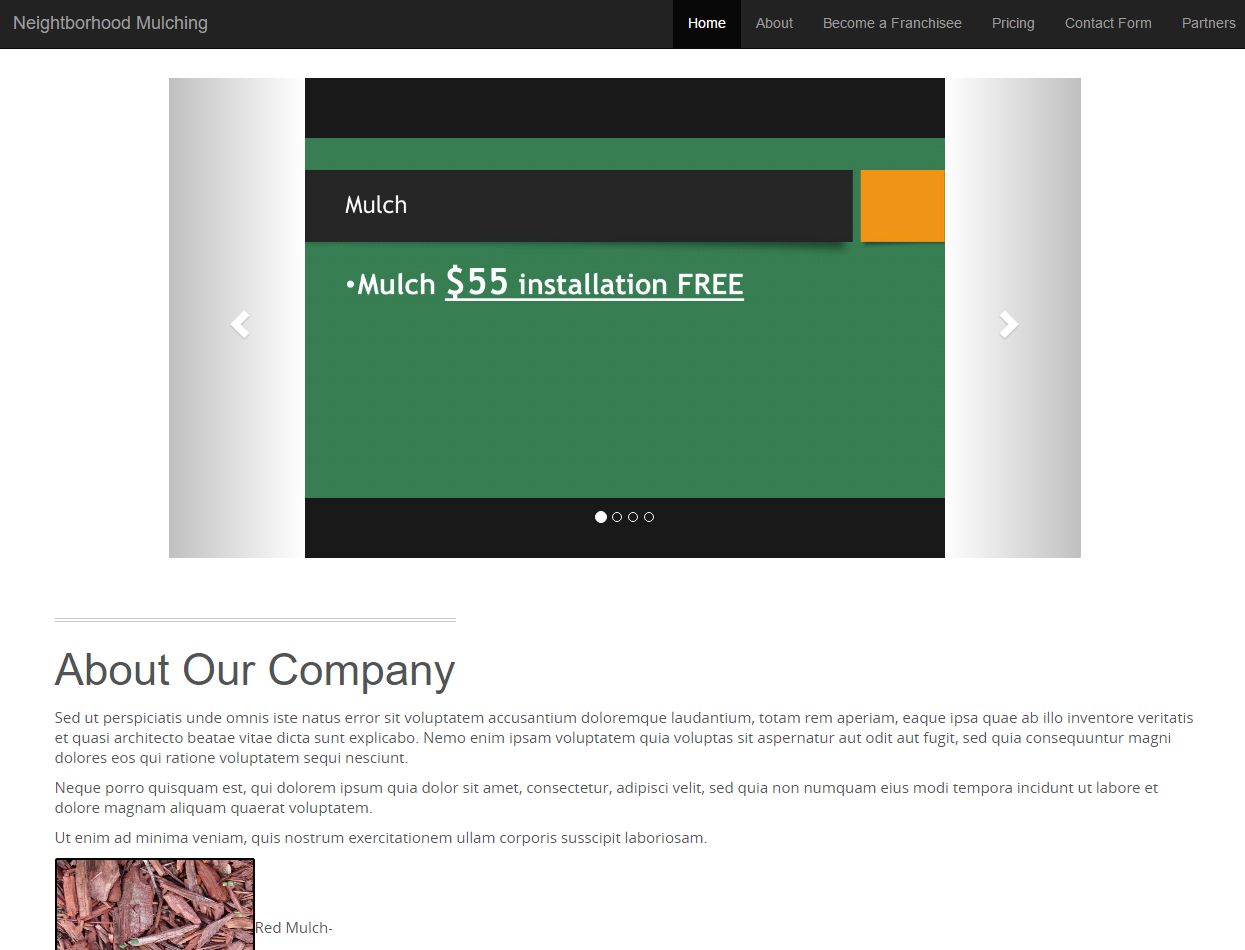 Neightborhood Mulching
Home About Become a Franchisee Pricing Contact Form Partners
Mulch
•Mulch $55 installation FREE
About Our Company
Sed ut perspiciatis unde omnis iste natus error sit voluptatem accusantium doloremque laudantium, totam rem aperiam, eaque ipsa quae ab illo inventore veritatis
et quasi architecto beatae vitae dicta sunt explicabo. Nemo enim ipsam voluptatem quia voluptas sit aspernatur aut odit aut fugit, sed quia consequuntur magni
dolores eos qui ratione voluptatem sequi nesciunt.
Neque porro quisquam est, qui dolorem ipsum quia dolor sit amet, consectetur, adipisci velit, sed quia non numquam eius modi tempora incidunt ut labore et
dolore magnam aliquam quaerat voluptatem.
Ut enim ad minima veniam, quis nostrum exercitationem ullam corporis susscipit laboriosam.
Red Mulch-